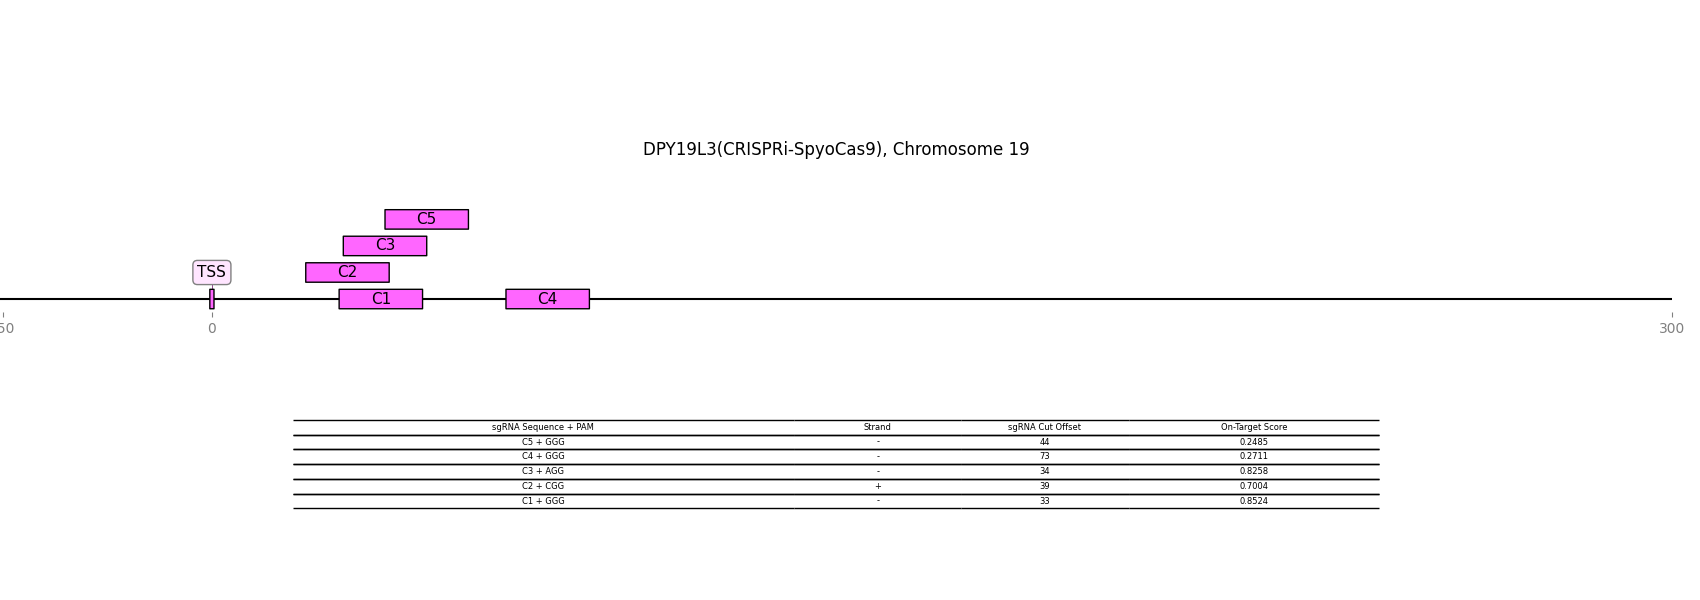 DPY19L3(CRISPRi-SpyoCas9), Chromosome 19
C5
C3
TSS C2
C1 C4
50 0 300
sgRNA Sequence + PAM Strand sgRNA Cut Offset On-Target Score
C5 + GGG - 44 0.2485
C4 + GGG - 73 0.2711
C3 + AGG - 34 0.8258
C2 + CGG + 39 0.7004
C1 + GGG - 33 0.8524